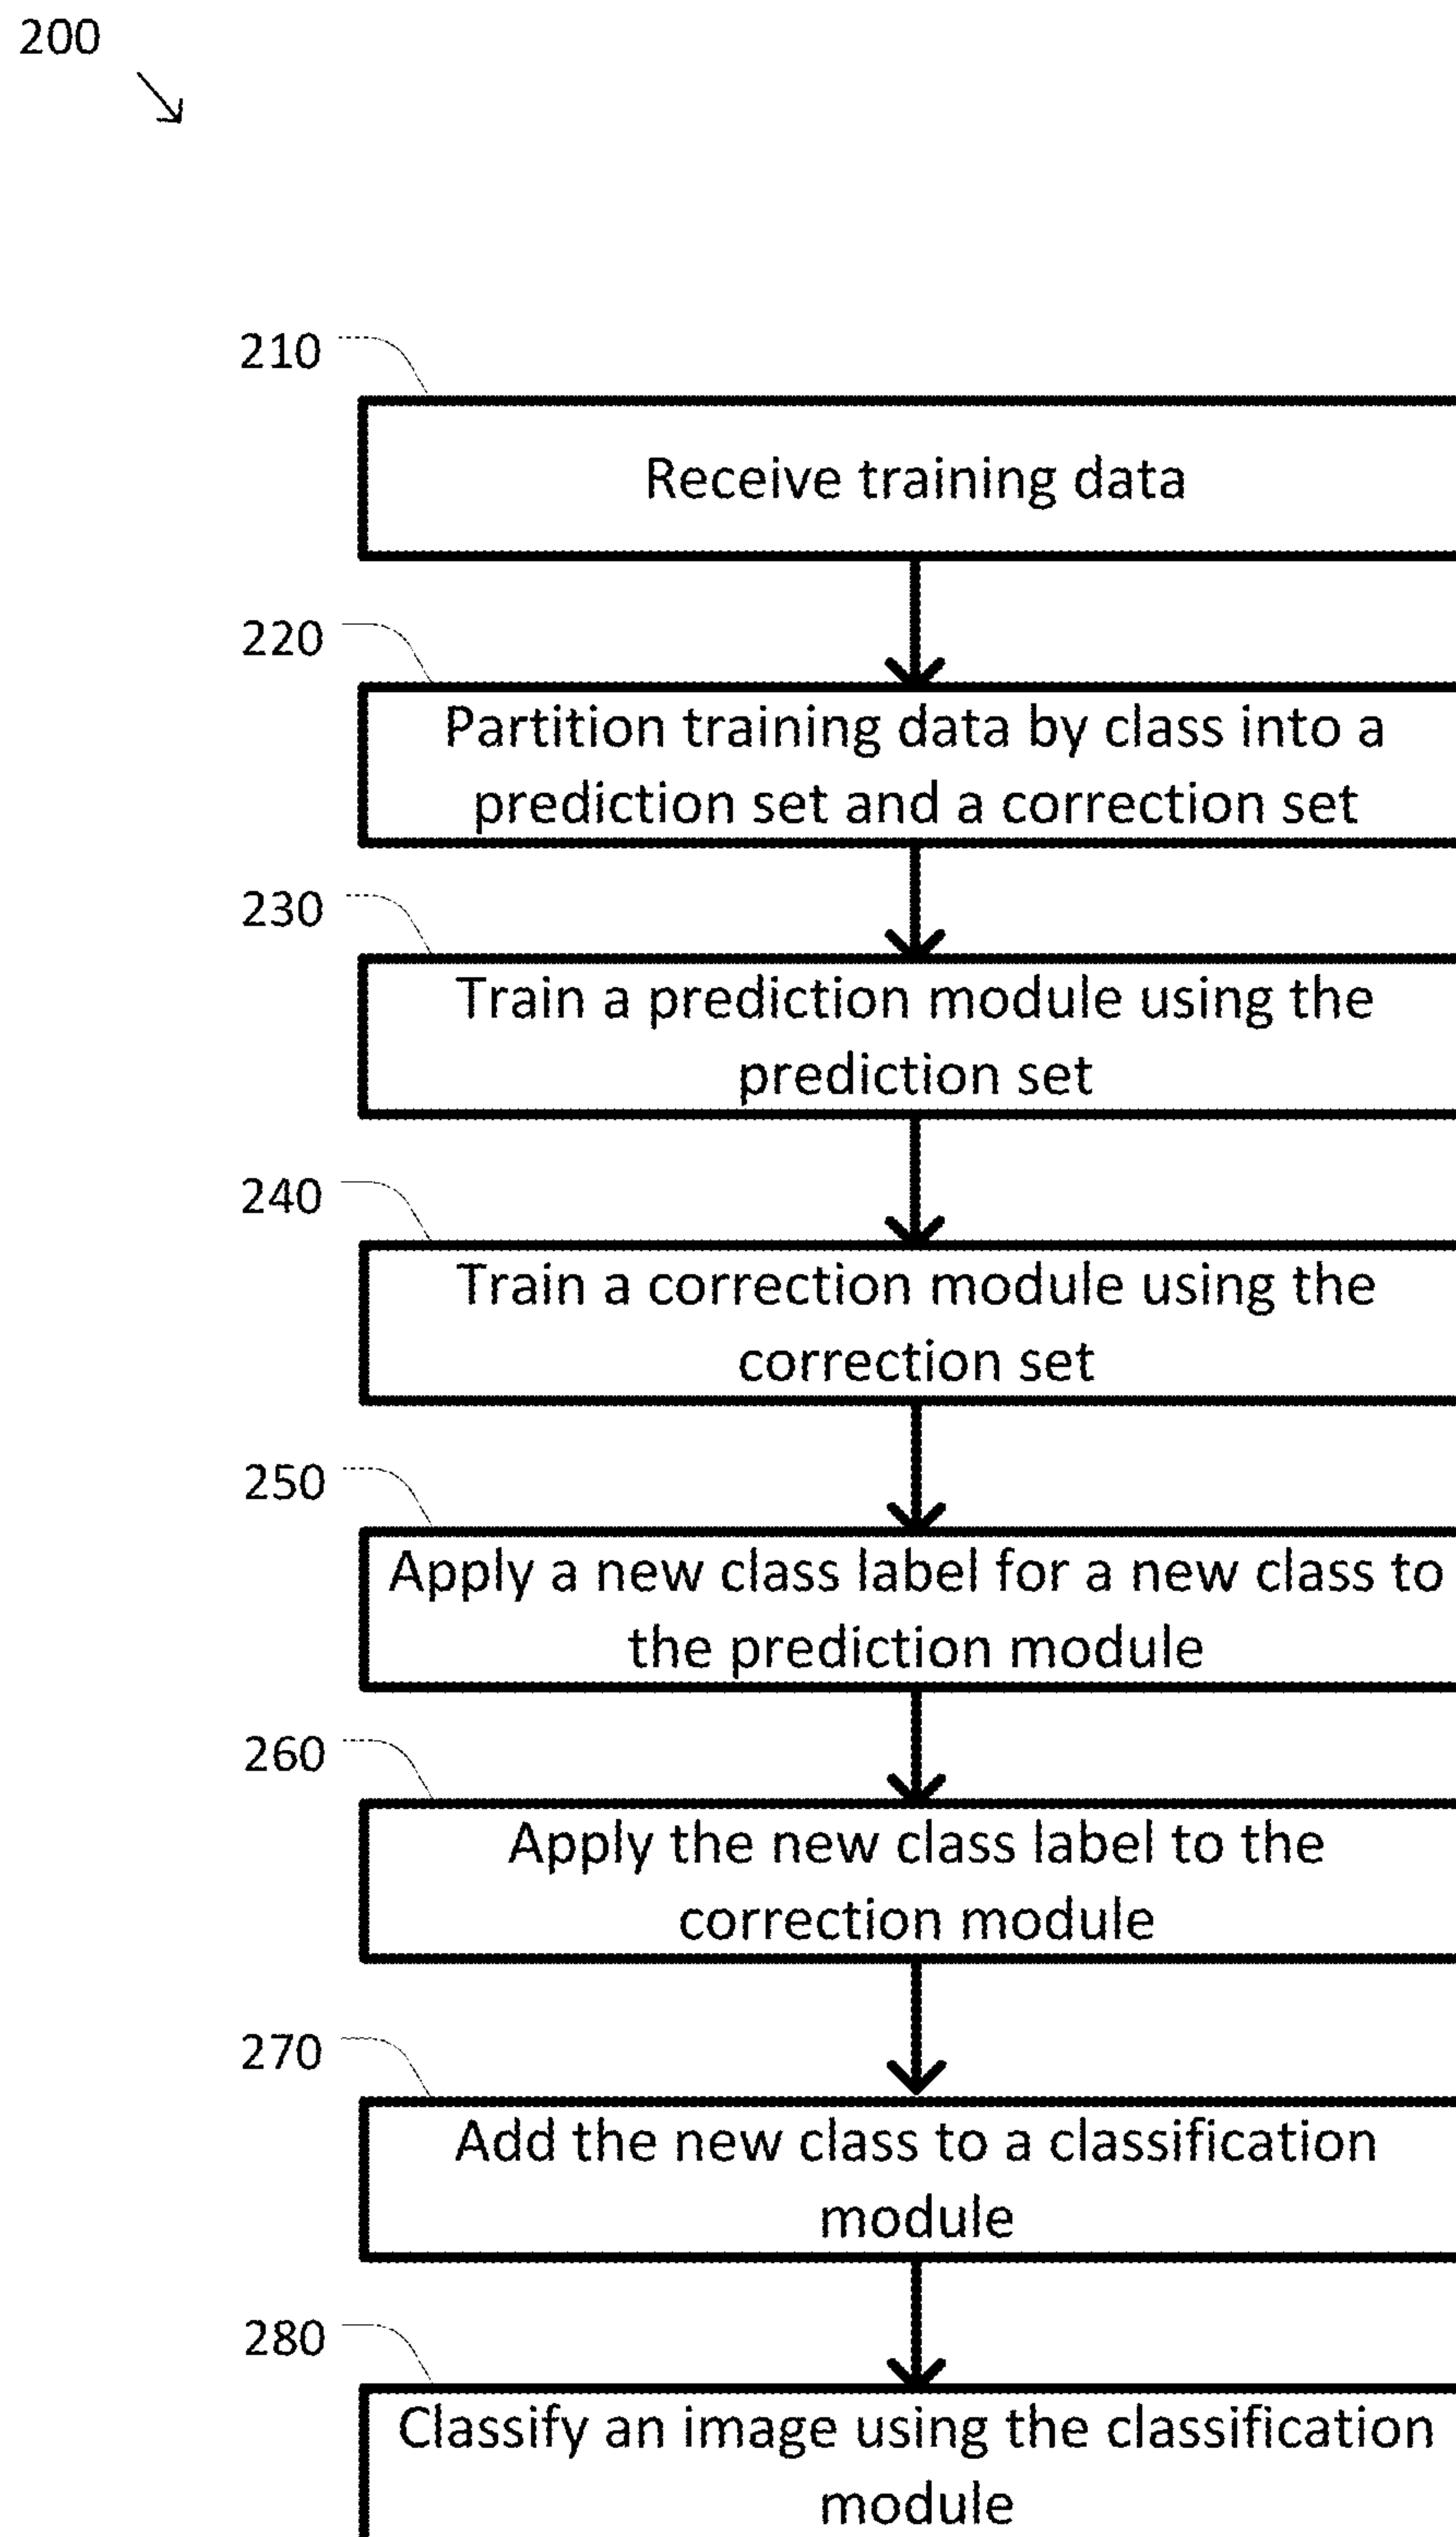 200
210
Receive training data
220
Partition training data by class into a
prediction set and a correction set
230
Train a prediction module using the
prediction set
240
Train a correction module using the
correction set
250
Apply a new class label for a new class to
the prediction module
260
Apply the new class label to the
correction module
270
Add the new class to a classification
module
280
Classify an image using the classification
module